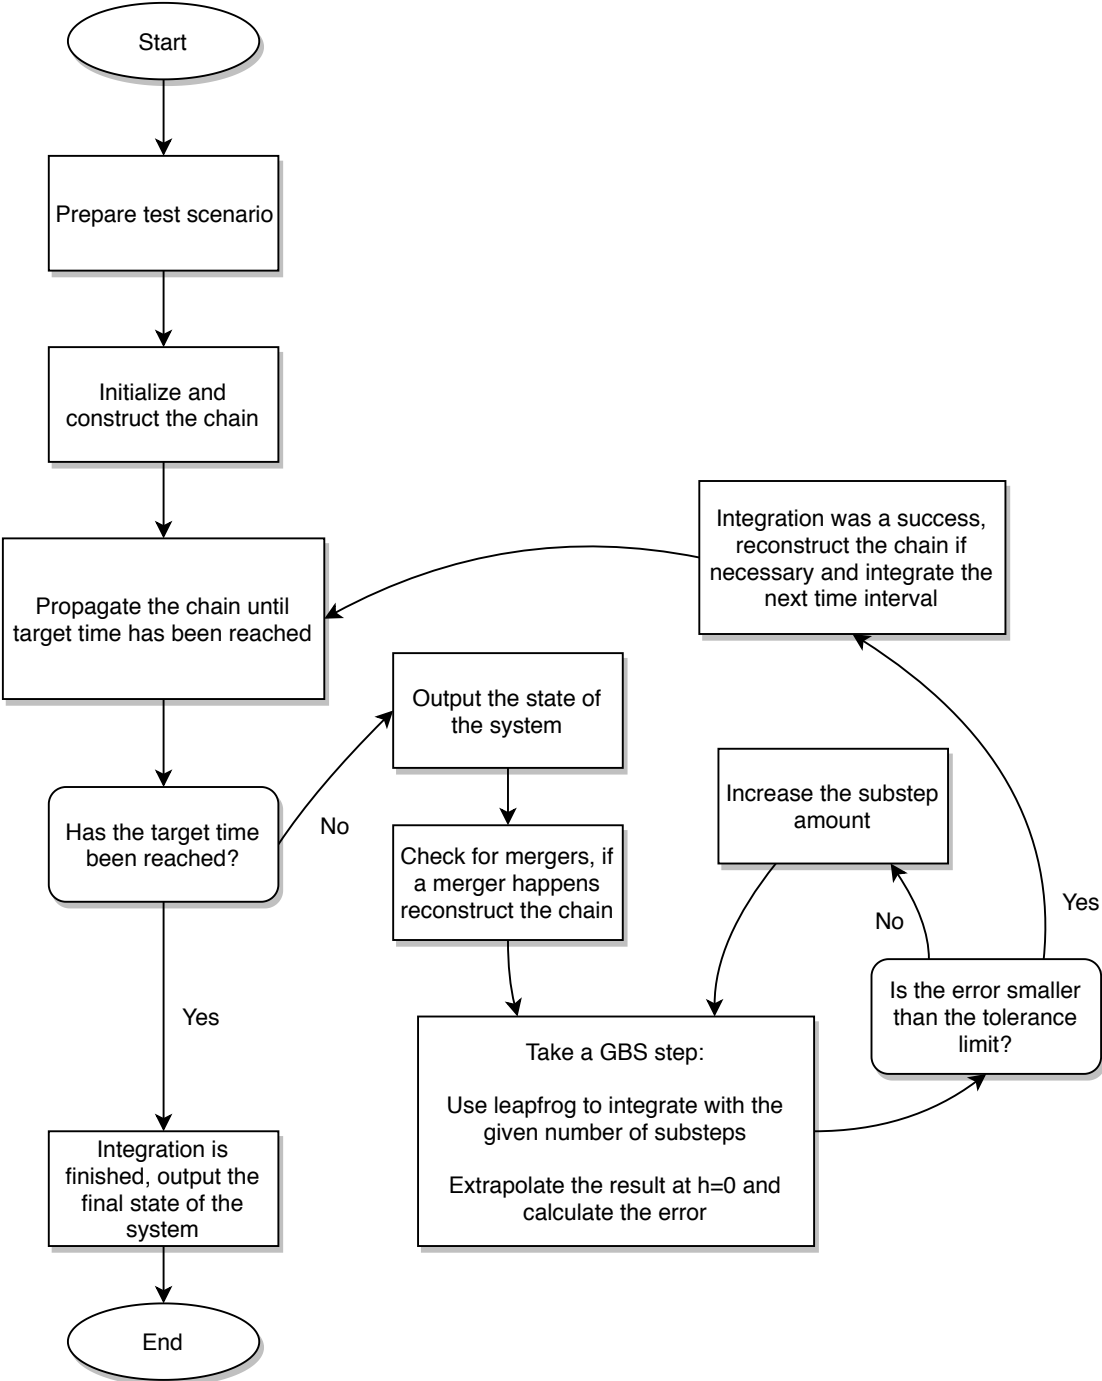 Start
Prepare test scenario
Initialize and
construct the chain
Propagate the chain until
target time has been reached
Integration was a success,
reconstruct the chain if
necessary and integrate the
next time interval
Output the state of
the system
No
Has the target time
been reached?
Check for mergers, if
a merger happens
reconstruct the chain
Increase the substep
amount
No
Yes
Is the error smaller
than the tolerance
limit?
Yes
Take a GBS step:
Use leapfrog to integrate with the
given number of substeps
Extrapolate the result at h=0 and
calculate the error
Integration is
finished, output the
final state of the
system
End